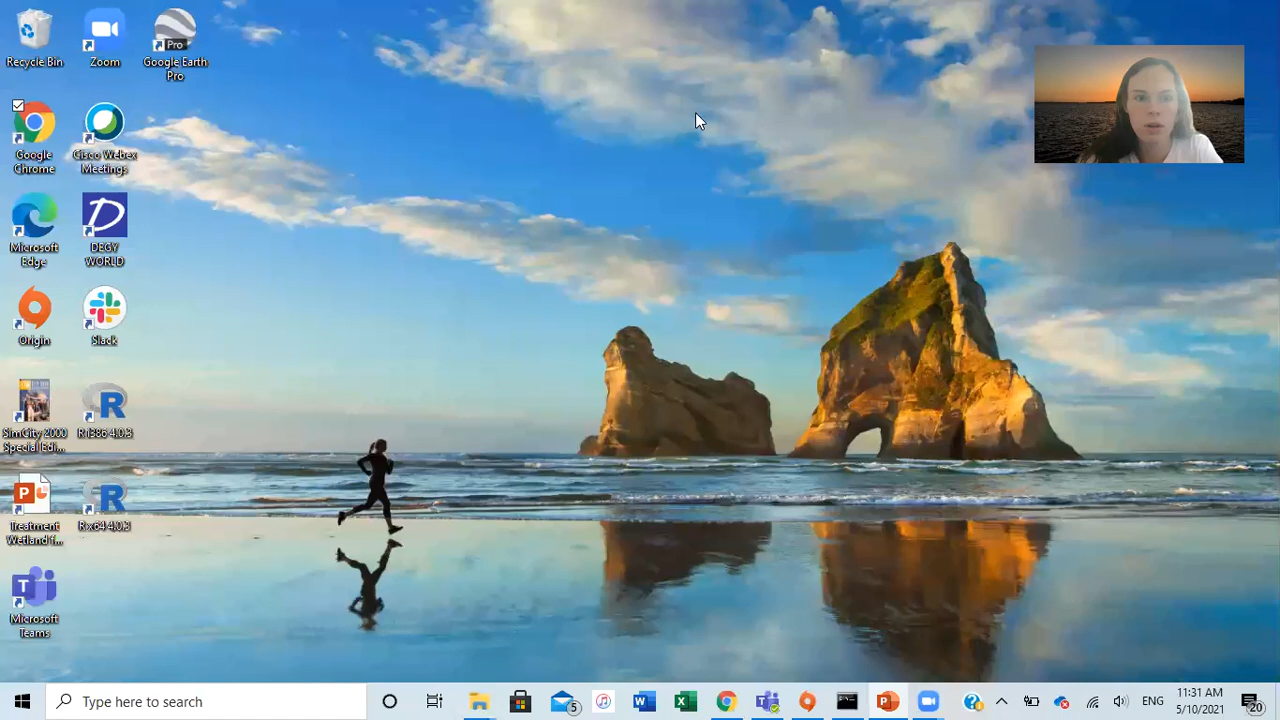 Recycle Bin
Zoom
Google Earth
Pro
Pro
Google
Chrome
Cisco Webex
Meetings
Microsoft
Edge
DEGY
WORLD
Origin
Slack
SimCity 2000
Special Edi...
R i386 4.0.3
Treatment
Wetland f...
R x64 4.0.3
Microsoft
Teams
Type here to search
5
ENG
11:31 AM
5/10/2021
20